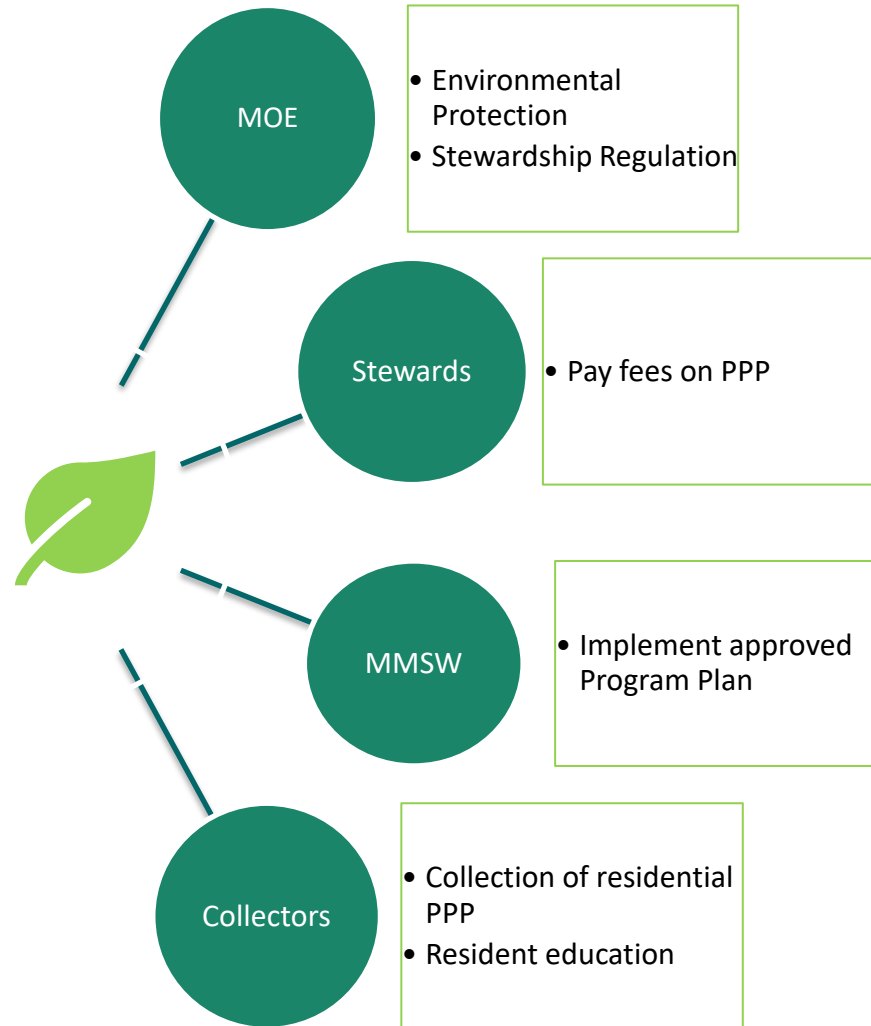 MOE
• Environmental
Protection
• Stewardship Regulation
Stewards
• Pay fees on PPP
MMSW
• Implement approved
Program Plan
Collectors
• Collection of residential
PPP
• Resident education